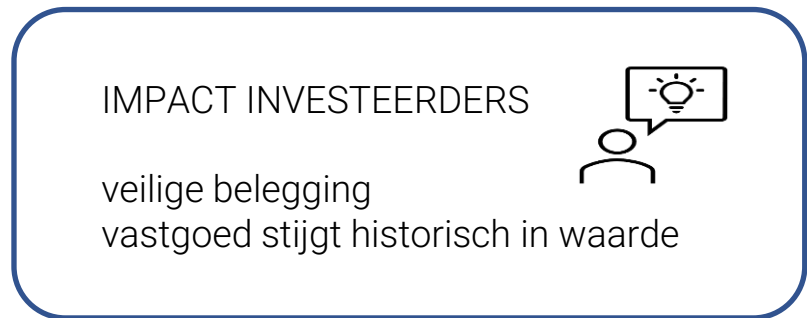 IMPACT INVESTEERDERS
veilige belegging
vastgoed stijgt historisch in waarde